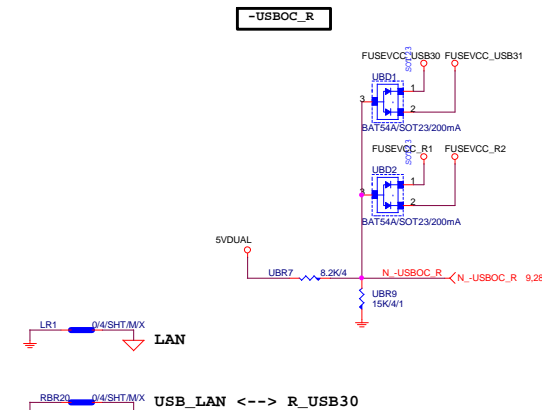 -USBOC_R
FUSEVCC_USB30 FUSEVCC_USB31
SOT23
UBD1
1
3
2
BAT54A/SOT23/200mA
FUSEVCC_R1 FUSEVCC_R2
SOT23
UBD2
1
3
2
BAT54A/SOT23/200mA
5VDUAL
UBR7 8.2K/4 N_-USBOC_R N_-USBOC_R 9,28
UBR9
15K/4/1
LR1 0/4/SHT/M/X
LAN
RBR20 0/4/SHT/M/X
USB_LAN <--> R_USB30